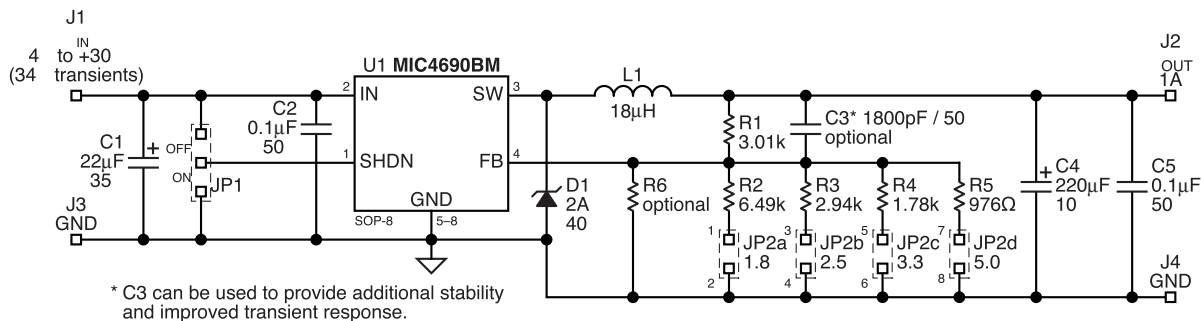 J1
IN
4 to +30
(34 transients)
U1 MIC4690BM
2
IN
SW
3
1
SHDN
FB
4
GND
SOP-8
5–8
C1
22µF
35
+
OFF
ON
JP1
C2
0.1µF
50
J3
GND
L1
18µH
D1
2A
40
R1
3.01k
C3* 1800pF / 50
optional
R6
optional
R2
6.49k
R3
2.94k
R4
1.78k
R5
976Ω
1
JP2a
1.8
2
3
JP2b
2.5
4
5
JP2c
3.3
6
7
JP2d
5.0
8
+
C4
220µF
10
C5
0.1µF
50
J2
OUT
1A
J4
GND
* C3 can be used to provide additional stability
and improved transient response.